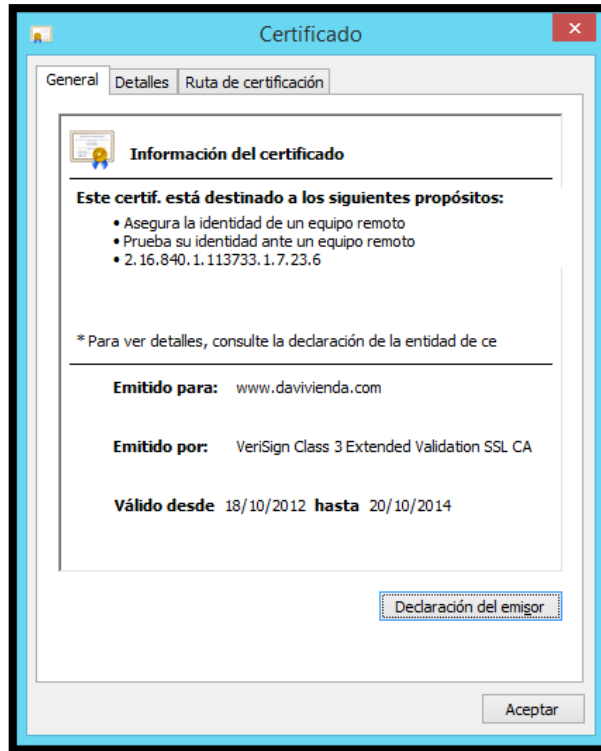 Certificado
General Detalles Ruta de certificación
Información del certificado
Este certif. está destinado a los siguientes propósitos:
• Asegura la identidad de un equipo remoto
• Prueba su identidad ante un equipo remoto
• 2.16.840.1.113733.1.7.23.6
* Para ver detalles, consulte la declaración de la entidad de ce
Emitido para: www.davivienda.com
Emitido por: VeriSign Class 3 Extended Validation SSL CA
Válido desde 18/10/2012 hasta 20/10/2014
Declaración del emisor
Aceptar